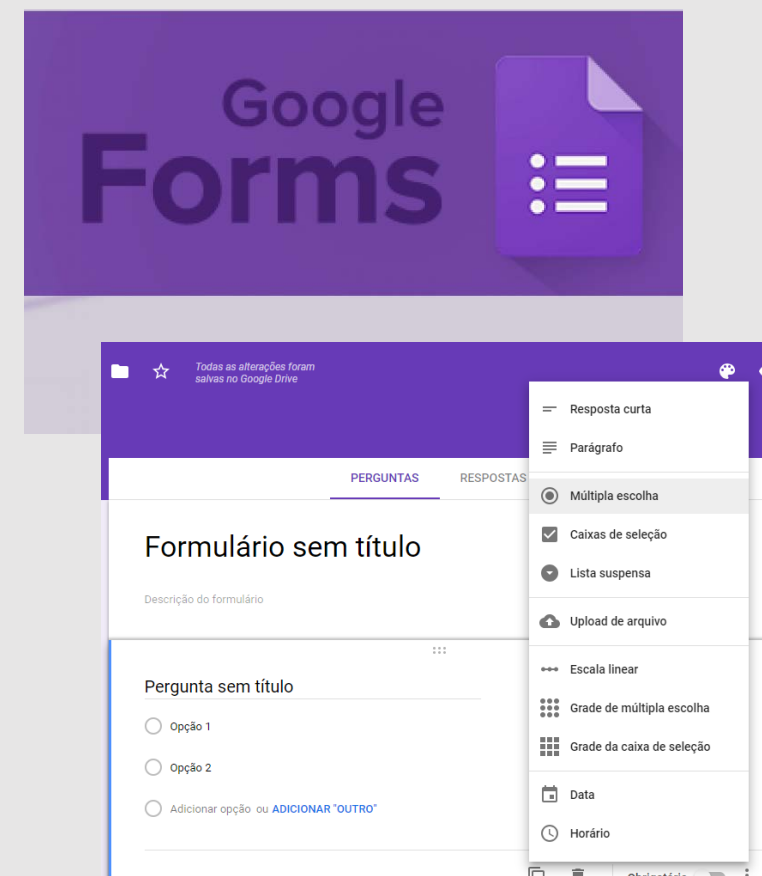 Google
Forms
Todas as alterações foram
salvas no Google Drive
PERGUNTAS RESPOSTAS
Formulário sem título
Descrição do formulário
Pergunta sem título
Opção 1
Opção 2
Adicionar opção ou ADICIONAR "OUTRO"
Resposta curta
Parágrafo
Múltipla escolha
Caixas de seleção
Lista suspensa
Upload de arquivo
Escala linear
Grade de múltipla escolha
Grade da caixa de seleção
Data
Horário
Obrigatório